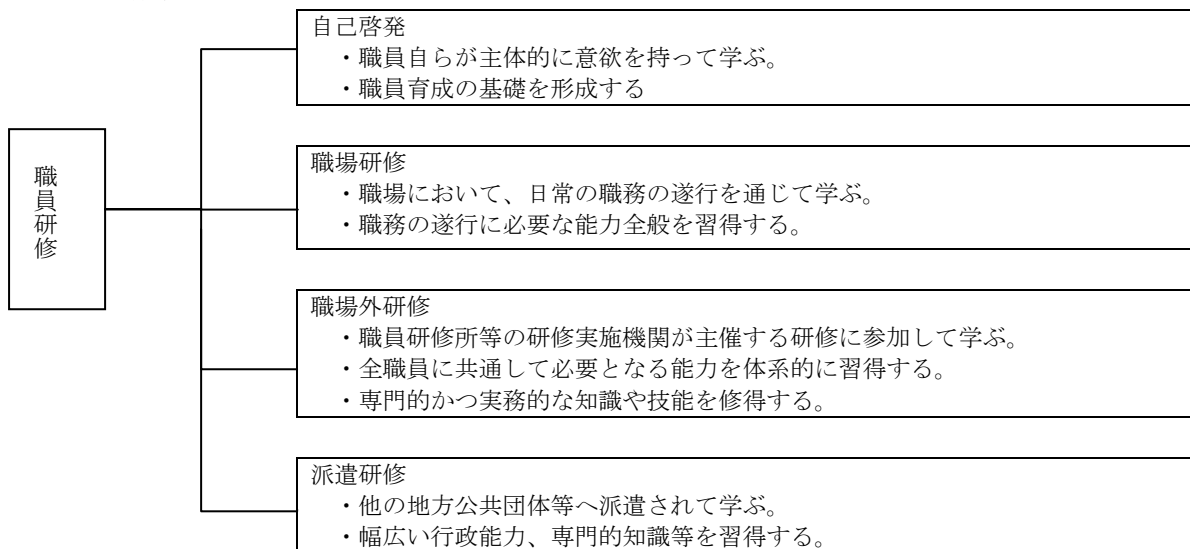 職員研修
自己啓発
・職員自らが主体的に意欲を持って学ぶ。
・職員育成の基礎を形成する
職場研修
・職場において、日常の職務の遂行を通じて学ぶ。
・職務の遂行に必要な能力全般を習得する。
職場外研修
・職員研修所等の研修実施機関が主催する研修に参加して学ぶ。
・全職員に共通して必要となる能力を体系的に習得する。
・専門的かつ実務的な知識や技能を修得する。
派遣研修
・他の地方公共団体等へ派遣されて学ぶ。
・幅広い行政能力、専門的知識等を習得する。